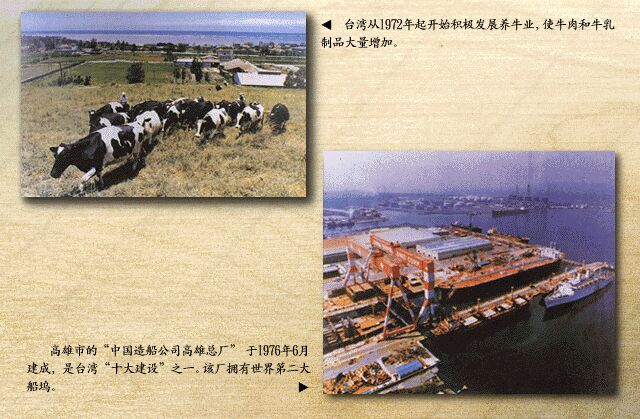 ◀ 台湾从1972年起开始积极发展养牛业，使牛肉和牛乳
制品大量增加。
高雄市的“中国造船公司高雄总厂” 于1976年6月
建成，是台湾“十大建设”之一。该厂拥有世界第二大
船坞。 ▶